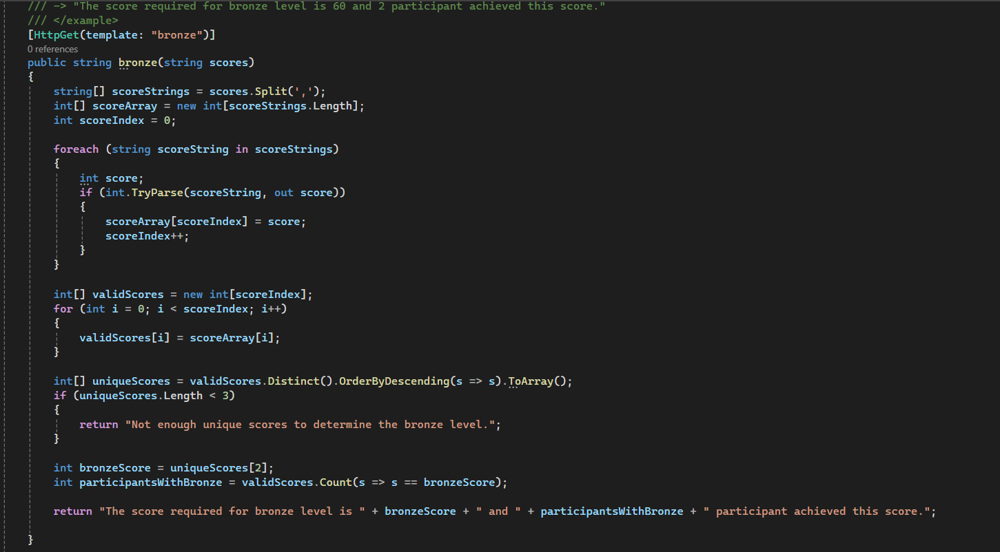 /// -> "The score required for bronze level is 60 and 2 participant achieved this score."
/// </example>
[HttpGet(template: "bronze")]
0 references
public string bronze(string scores)
{
string[] scoreStrings = scores.Split(',');
int[] scoreArray = new int[scoreStrings.Length];
int scoreIndex = 0;
foreach (string scoreString in scoreStrings)
{
int score;
if (int.TryParse(scoreString, out score))
{
scoreArray[scoreIndex] = score;
scoreIndex++;
}
}
int[] validScores = new int[scoreIndex];
for (int i = 0; i < scoreIndex; i++)
{
validScores[i] = scoreArray[i];
}
int[] uniqueScores = validScores.Distinct().OrderByDescending(s => s).ToArray();
if (uniqueScores.Length < 3)
{
return "Not enough unique scores to determine the bronze level.";
}
int bronzeScore = uniqueScores[2];
int participantsWithBronze = validScores.Count(s => s == bronzeScore);
return "The score required for bronze level is " + bronzeScore + " and " + participantsWithBronze + " participant achieved this score.";
}